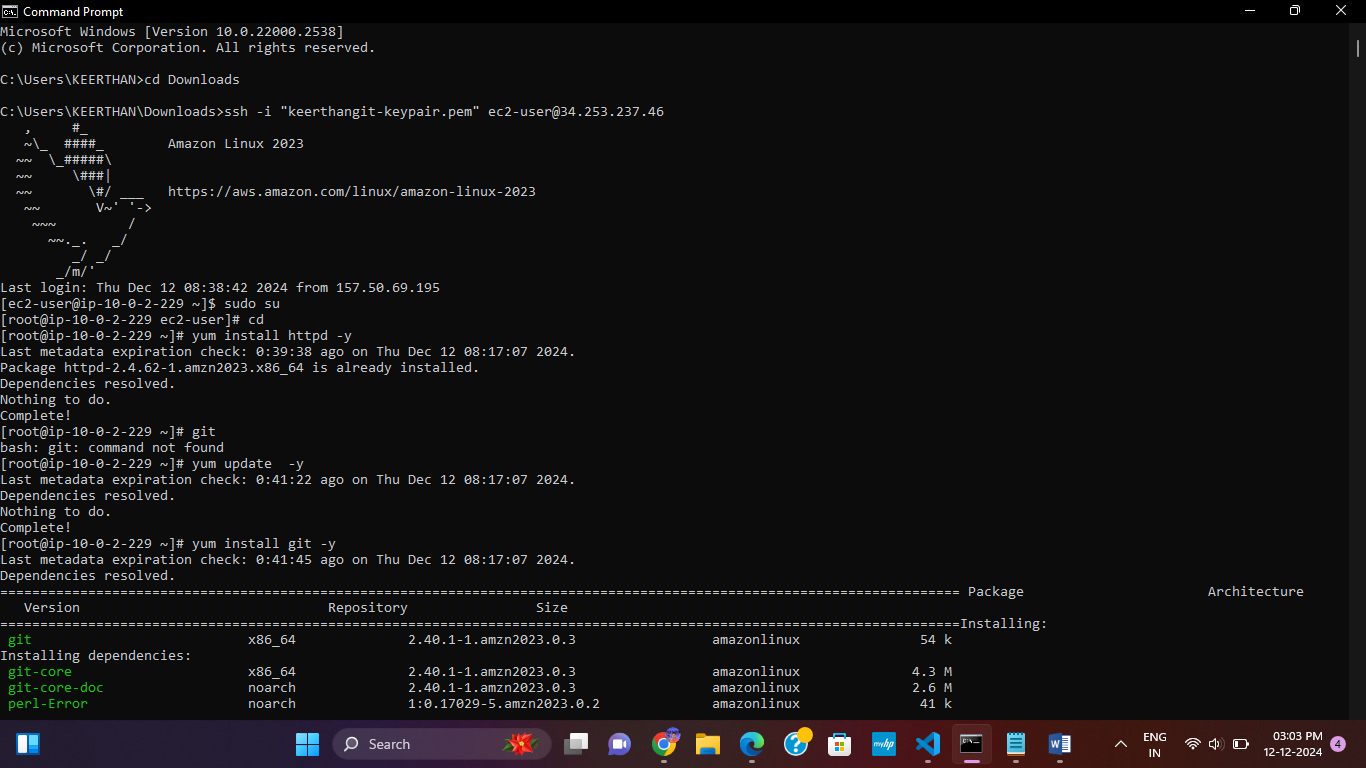 Command Prompt
Microsoft Windows [Version 10.0.22000.2538]
(c) Microsoft Corporation. All rights reserved.
C:\Users\KEERTHAN>cd Downloads
C:\Users\KEERTHAN\Downloads>ssh -i "keerthangit-keypair.pem" ec2-user@34.253.237.46
   ,     #_
   ~\_  ####_        Amazon Linux 2023
  ~~  \_#####\
  ~~     \###|
  ~~       \#/ ___   https://aws.amazon.com/linux/amazon-linux-2023
   ~~       V~' '->
    ~~~         /
      ~~._.   _/
         _/ _/
       _/m/'
Last login: Thu Dec 12 08:38:42 2024 from 157.50.69.195
[ec2-user@ip-10-0-2-229 ~]$ sudo su
[root@ip-10-0-2-229 ec2-user]# cd
[root@ip-10-0-2-229 ~]# yum install httpd -y
Last metadata expiration check: 0:39:38 ago on Thu Dec 12 08:17:07 2024.
Package httpd-2.4.62-1.amzn2023.x86_64 is already installed.
Dependencies resolved.
Nothing to do.
Complete!
[root@ip-10-0-2-229 ~]# git
bash: git: command not found
[root@ip-10-0-2-229 ~]# yum update  -y
Last metadata expiration check: 0:41:22 ago on Thu Dec 12 08:17:07 2024.
Dependencies resolved.
Nothing to do.
Complete!
[root@ip-10-0-2-229 ~]# yum install git -y
Last metadata expiration check: 0:41:45 ago on Thu Dec 12 08:17:07 2024.
Dependencies resolved.
======================================================================================================================== Package                       Architecture
   Version                               Repository                Size
========================================================================================================================Installing:
 git                           x86_64              2.40.1-1.amzn2023.0.3                 amazonlinux               54 k
Installing dependencies:
 git-core                      x86_64              2.40.1-1.amzn2023.0.3                 amazonlinux              4.3 M
 git-core-doc                  noarch              2.40.1-1.amzn2023.0.3                 amazonlinux              2.6 M
 perl-Error                    noarch              1:0.17029-5.amzn2023.0.2              amazonlinux               41 k
Search
myhp
ENG
IN
03:03 PM
12-12-2024
4